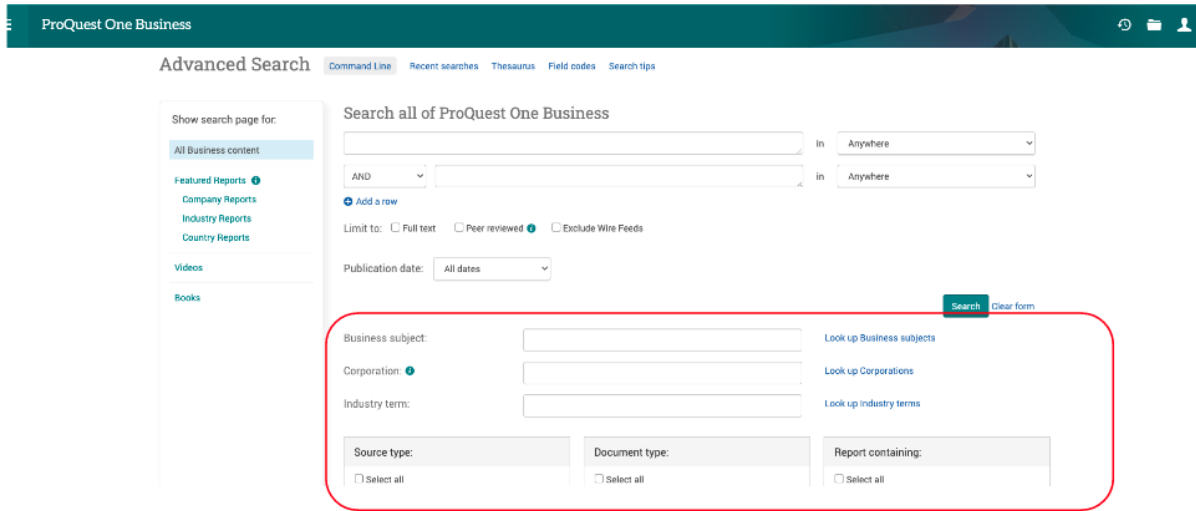 ProQuest One Business
Advanced Search Command Line Recent searches Thesaurus Field codes Search tips
Show search page for:
All Business content
Featured Reports
Company Reports
Industry Reports
Country Reports
Videos
Books
Search all of ProQuest One Business
in Anywhere
AND in Anywhere
Add a row
Limit to: Full text Peer reviewed Exclude Wire Feeds
Publication date: All dates
Search Clear form
Business subject: Look up Business subjects
Corporation: Look up Corporations
Industry term: Look up Industry terms
Source type: Document type: Report containing:
Select all Select all Select all